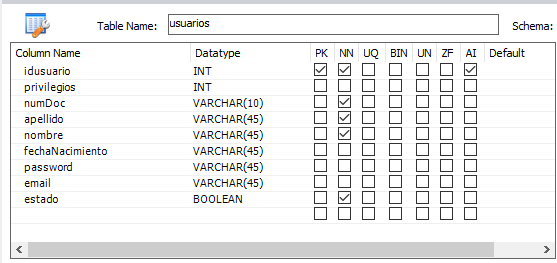 Table Name: usuarios Schema:
Column Name Datatype PK NN UQ BIN UN ZF AI Default
idusuario INT
privilegios INT
numDoc VARCHAR(10)
apellido VARCHAR(45)
nombre VARCHAR(45)
fechaNacimiento VARCHAR(45)
password VARCHAR(45)
email VARCHAR(45)
estado BOOLEAN